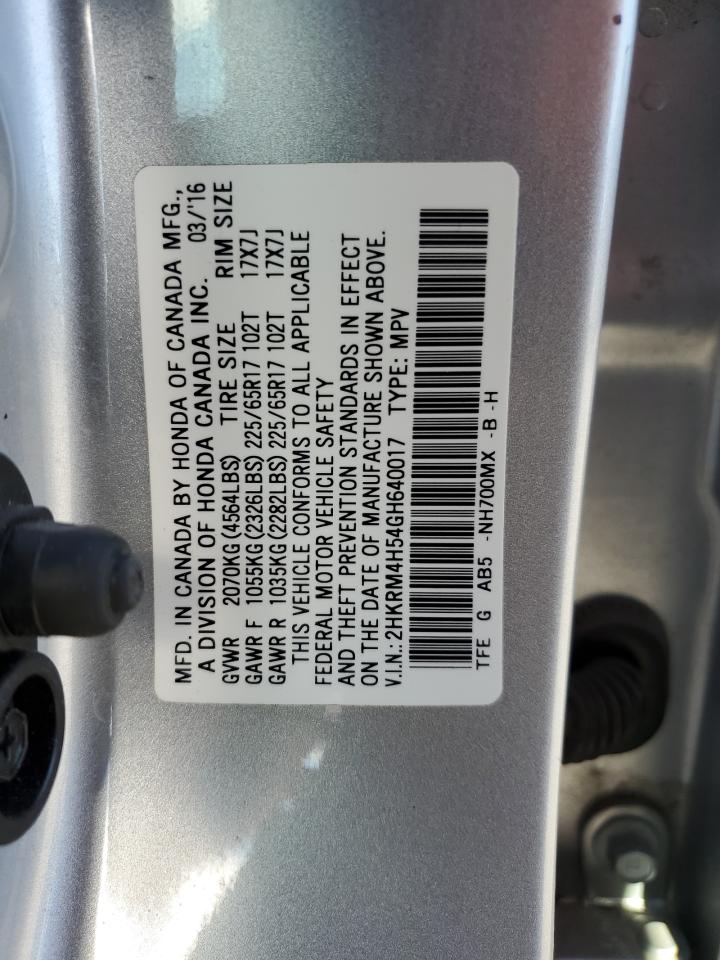 MFD. IN CANADA BY HONDA OF CANADA MFG.,
A DIVISION OF HONDA CANADA INC. 03/'16
GVWR 2070KG(4564LBS) TIRE SIZE RIM SIZE
GAWR F 1055KG(2326LBS) 225/65R17 102T 17X7J
GAWR R 1035KG(2282LBS) 225/65R17 102T 17X7J
THIS VEHICLE CONFORMS TO ALL APPLICABLE
FEDERAL MOTOR VEHICLE SAFETY
AND THEFT PREVENTION STANDARDS IN EFFECT
ON THE DATE OF MANUFACTURE SHOWN ABOVE.
V.I.N.: 2HKRM4H54GH640017 TYPE: MPV
TFE G AB5 -NH700MX -B -H